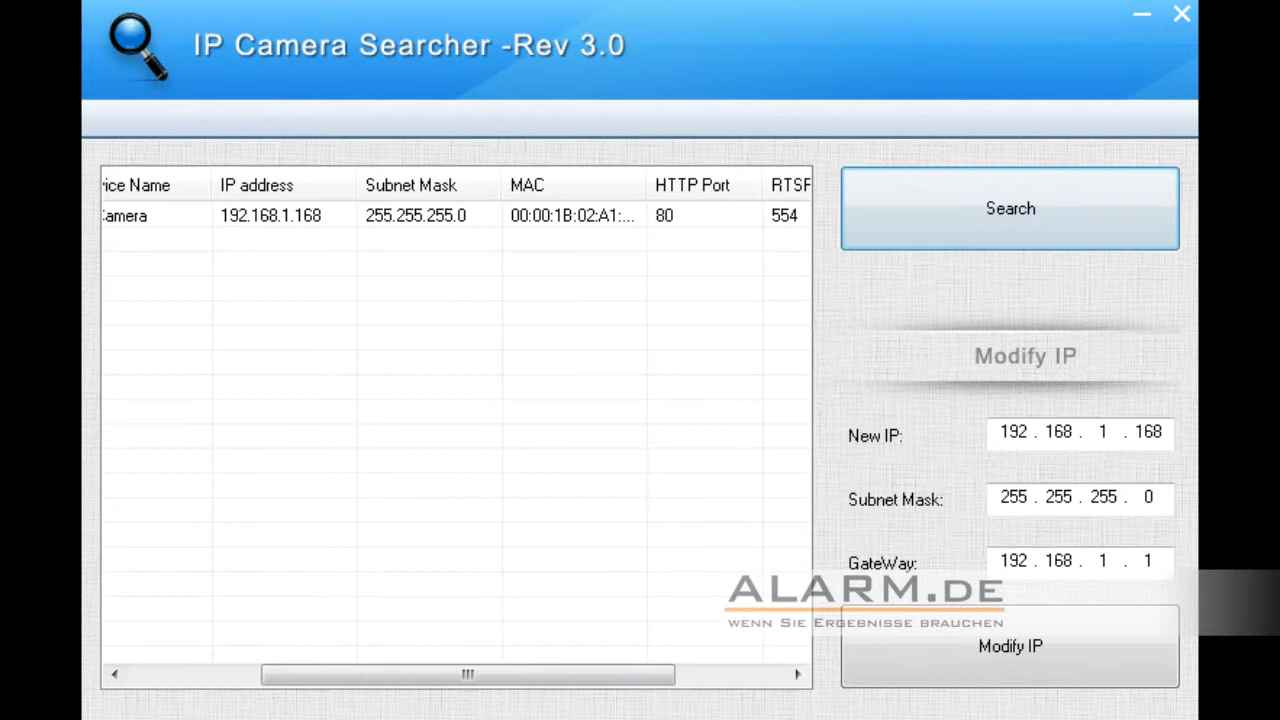 IP Camera Searcher -Rev 3.0
vice Name IP address Subnet Mask MAC HTTP Port RTSP
Camera 192.168.1.168 255.255.255.0 00:00:1B:02:A1:... 80 554
Search
Modify IP
New IP: 192 . 168 . 1 . 168
Subnet Mask: 255 . 255 . 255 . 0
GateWay: 192 . 168 . 1 . 1
ALARM.DE
WENN SIE ERGEBNISSE BRAUCHEN
Modify IP